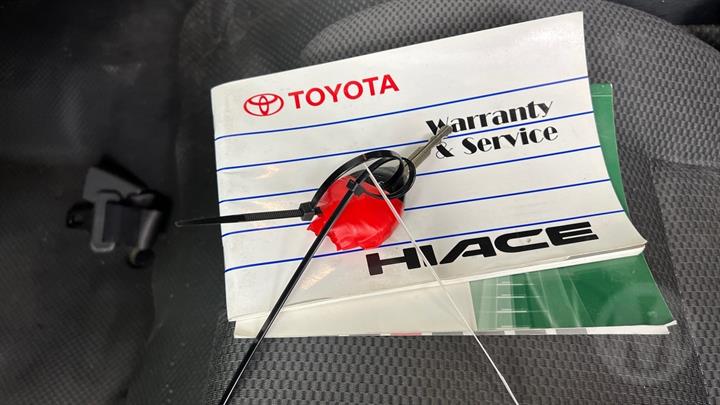 TOYOTA
Warranty
& Service
HIACE